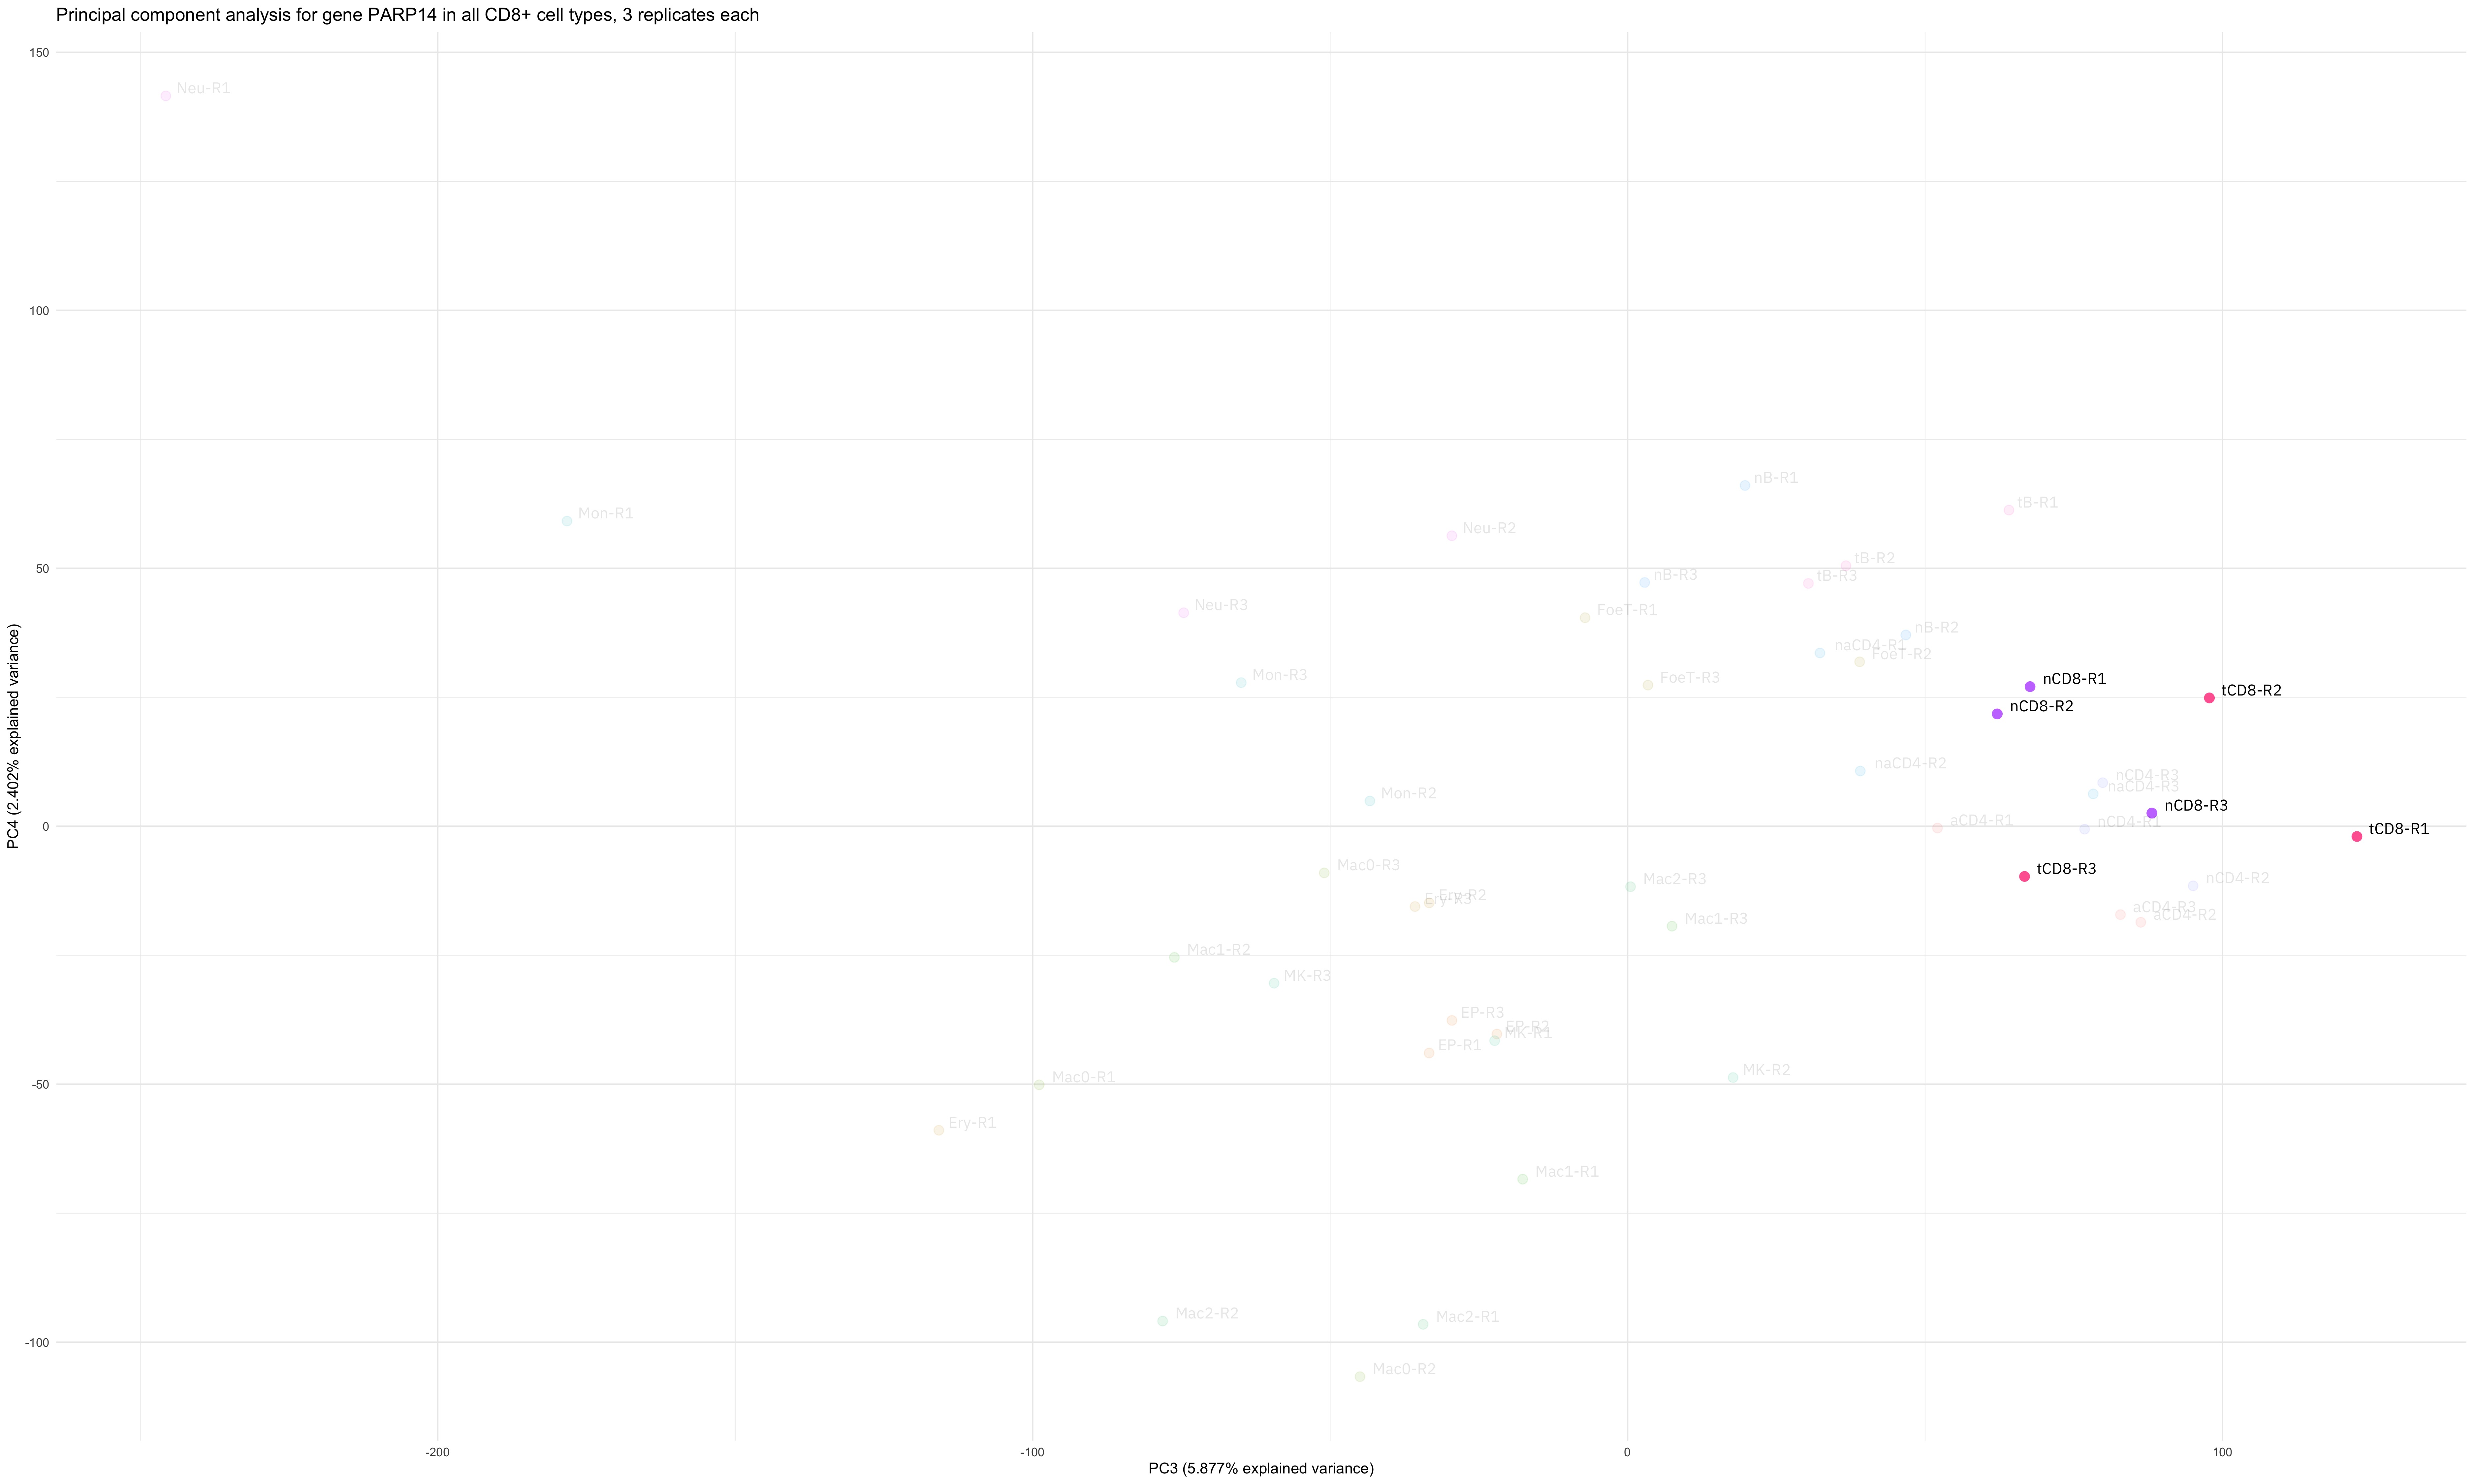 Principal component analysis for gene PARP14 in all CD8+ cell types, 3 replicates each
150
Neu-R1
100
nB-R1
tB-R1
Mon-R1
Neu-R2
tB-R2
50
nB-R3
tB-R3
Neu-R3
FoeT-R1
nB-R2
naCD4-R1
FoeT-R2
Mon-R3
FoeT-R3
nCD8-R1
tCD8-R2
nCD8-R2
naCD4-R2
nCD4-R3
naCD4-R3
Mon-R2
nCD8-R3
0
aCD4-R1
nCD4-R1
tCD8-R1
Mac0-R3
tCD8-R3
Mac2-R3
nCD4-R2
Ery-R2
Ery-R3
aCD4-R3
aCD4-R2
Mac1-R3
Mac1-R2
MK-R3
EP-R3
EP-R2
MK-R1
EP-R1
MK-R2
Mac0-R1
-50
Ery-R1
Mac1-R1
Mac2-R2
Mac2-R1
-100
Mac0-R2
-200
-100
0
100
PC3 (5.877% explained variance)
PC4 (2.402% explained variance)